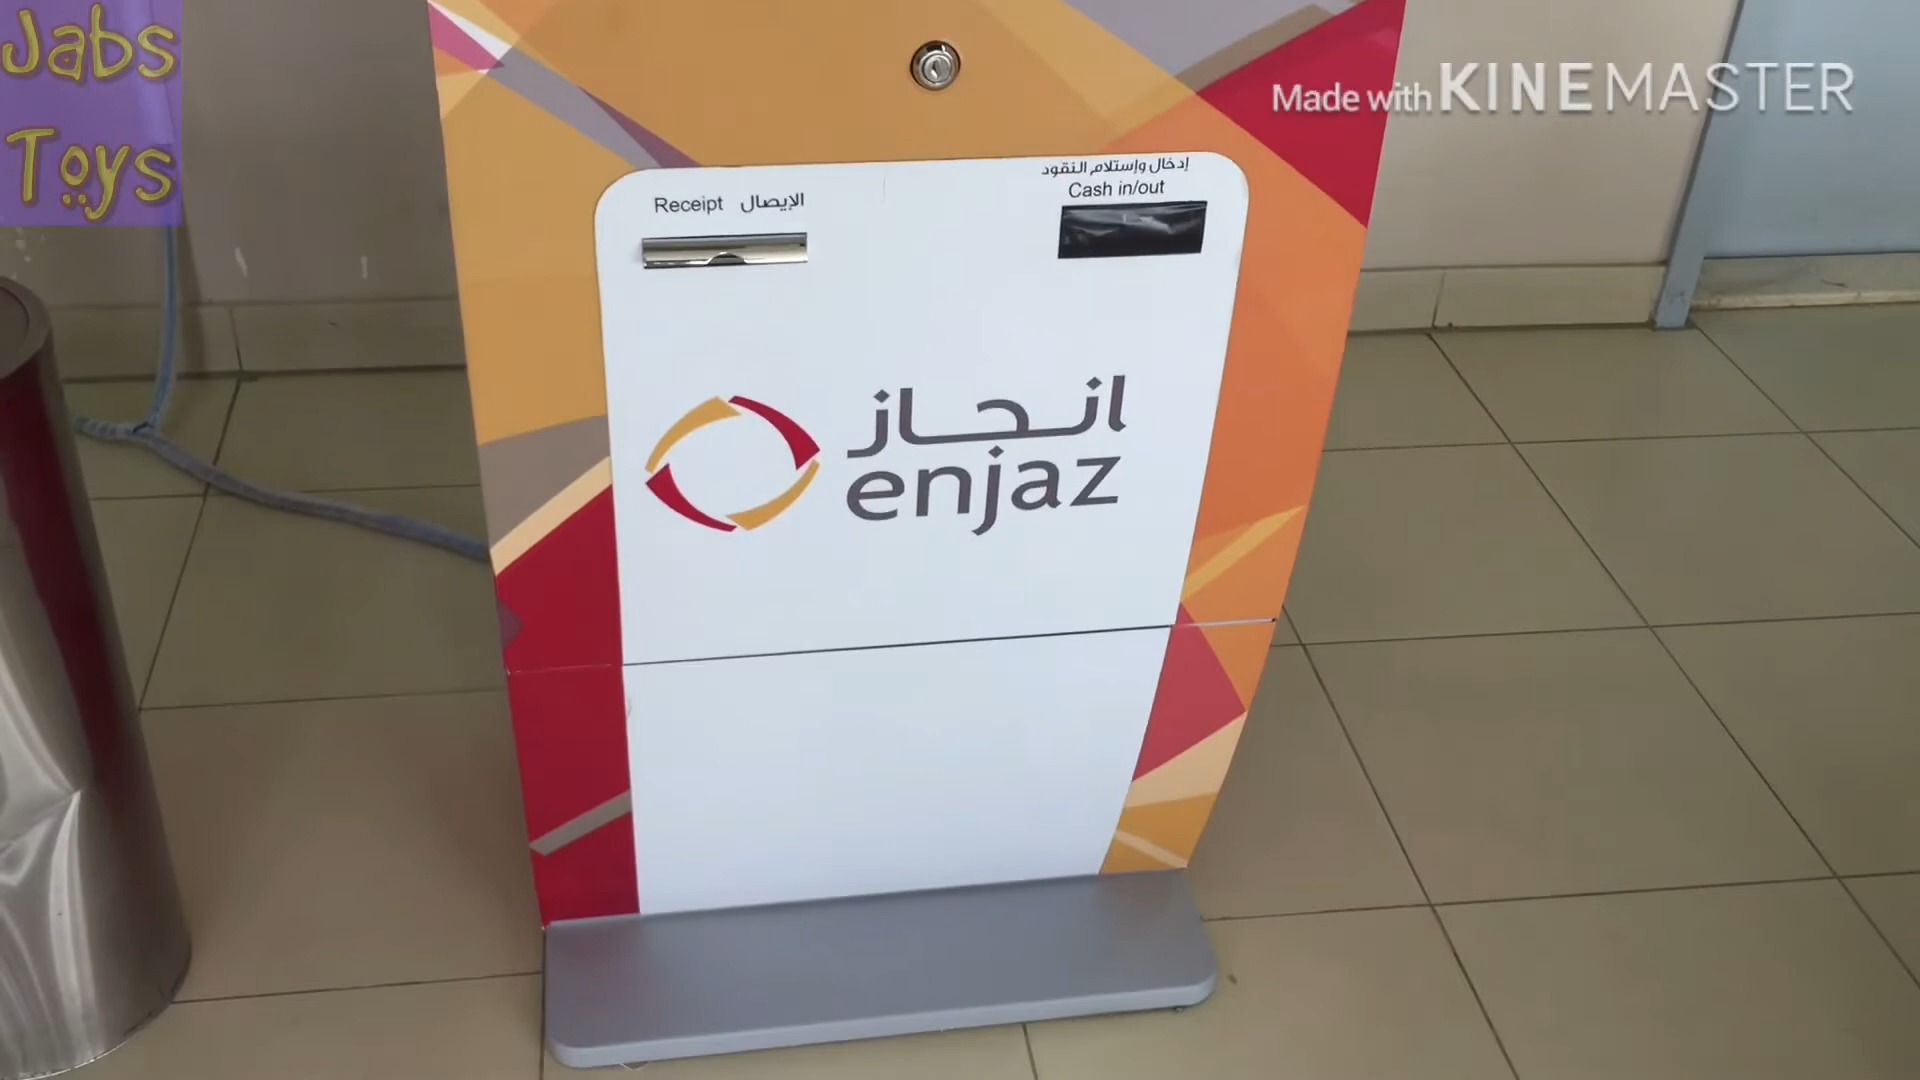 Jabs
Toys
Made with KINEMASTER
إدخال وإستلام النقود
Cash in/out
Receipt الإيصال
انجاز
enjaz